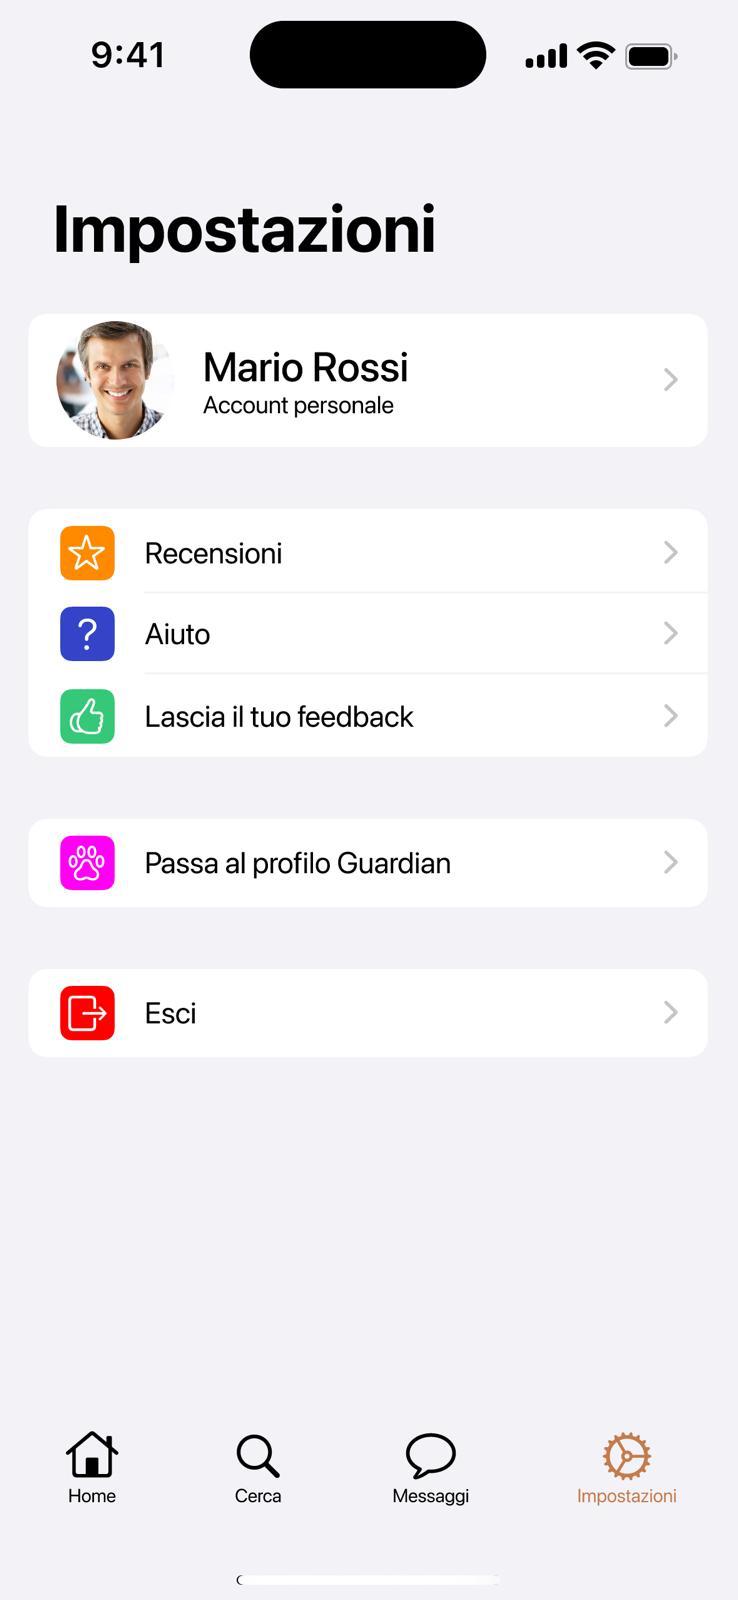 9:41
Impostazioni
Mario Rossi
Account personale
Recensioni
Aiuto
Lascia il tuo feedback
Passa al profilo Guardian
Esci
Home
Cerca
Messaggi
Impostazioni